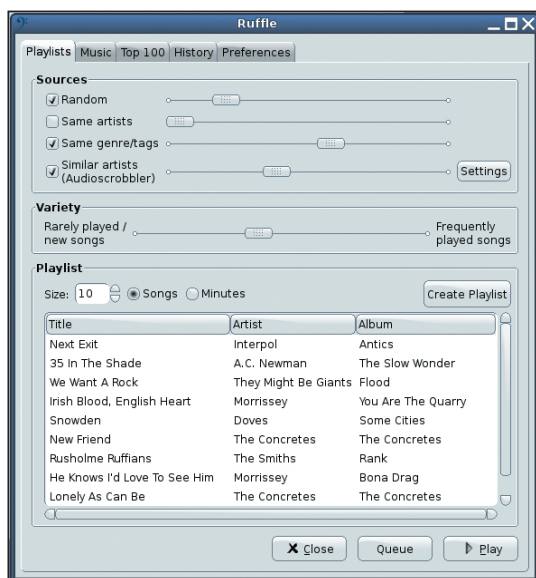 Ruffle
Playlists Music Top 100 History Preferences
Sources
Random
Same artists
Same genre/tags
Similar artists
(Audioscrobbler)
Settings
Variety
Rarely played /
new songs
Frequently
played songs
Playlist
Size: 10 Songs Minutes Create Playlist
Title Artist Album
Next Exit Interpol Antics
35 In The Shade A.C. Newman The Slow Wonder
We Want A Rock They Might Be Giants Flood
Irish Blood, English Heart Morrissey You Are The Quarry
Snowden Doves Some Cities
New Friend The Concretes The Concretes
Rusholme Ruffians The Smiths Rank
He Knows I'd Love To See Him Morrissey Bona Drag
Lonely As Can Be The Concretes The Concretes
Close Queue Play